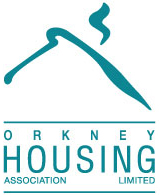 ORKNEY
HOUSING
ASSOCIATION LIMITED